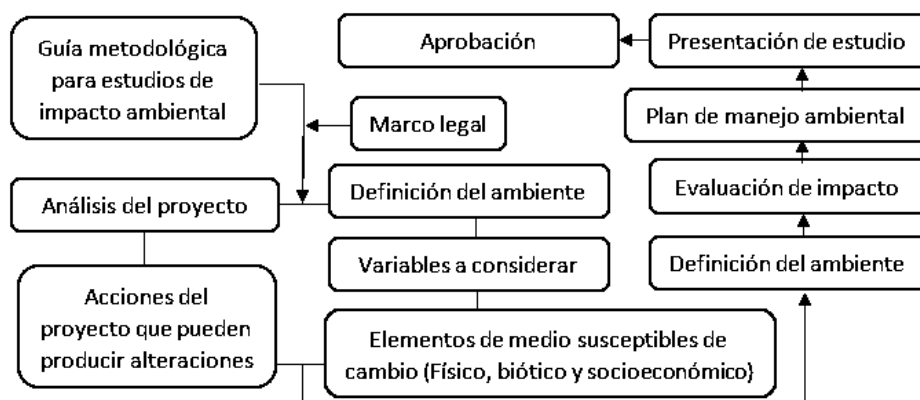 Guía metodológica
para estudios de
impacto ambiental
Marco legal
Análisis del proyecto
Definición del ambiente
Variables a considerar
Acciones del
proyecto que pueden
producir alteraciones
Elementos de medio susceptibles de
cambio (Físico, biótico y socioeconómico)
Definición del ambiente
Evaluación de impacto
Plan de manejo ambiental
Presentación de estudio
Aprobación